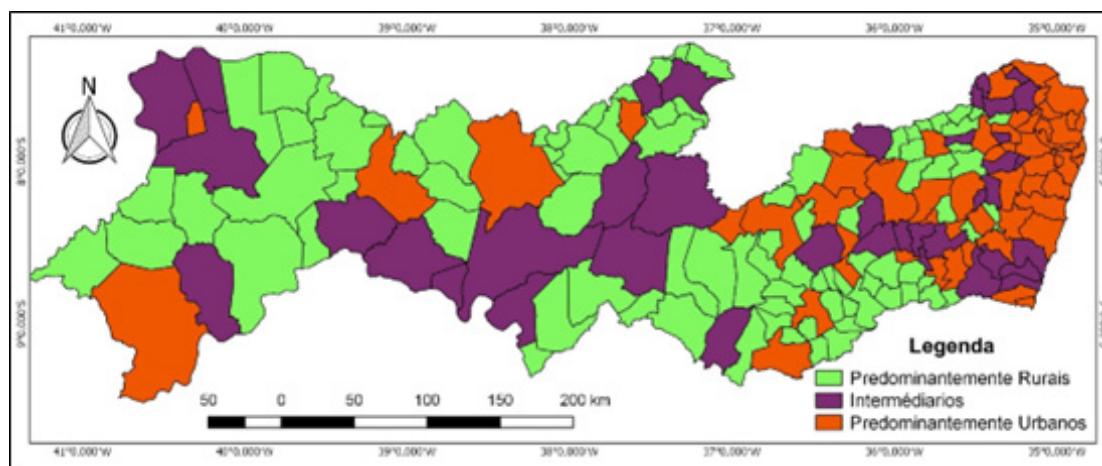 41°0.000'W 40°0.000'W 39°0.000'W 38°0.000'W 37°0.000'W 36°0.000'W 35°0.000'W
N
8°0.000'S
9°0.000'S
Legenda
Predominantemente Rurais
Intermédiarios
Predominantemente Urbanos
50 0 50 100 150 200 km
41°0.000'W 40°0.000'W 39°0.000'W 38°0.000'W 37°0.000'W 36°0.000'W 35°0.000'W